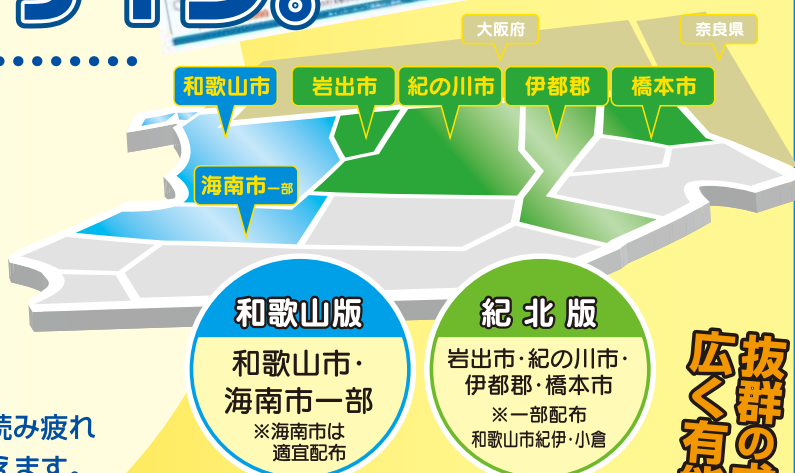 大阪府
奈良県
和歌山市
岩出市
紀の川市
伊都郡
橋本市
海南市一部
和歌山版
和歌山市・
海南市一部
※海南市は
適宜配布
紀北版
岩出市・紀の川市・
伊都郡・橋本市
※一部配布
和歌山市紀伊・小倉
抜群の
広く有
読み疲れ
えます。